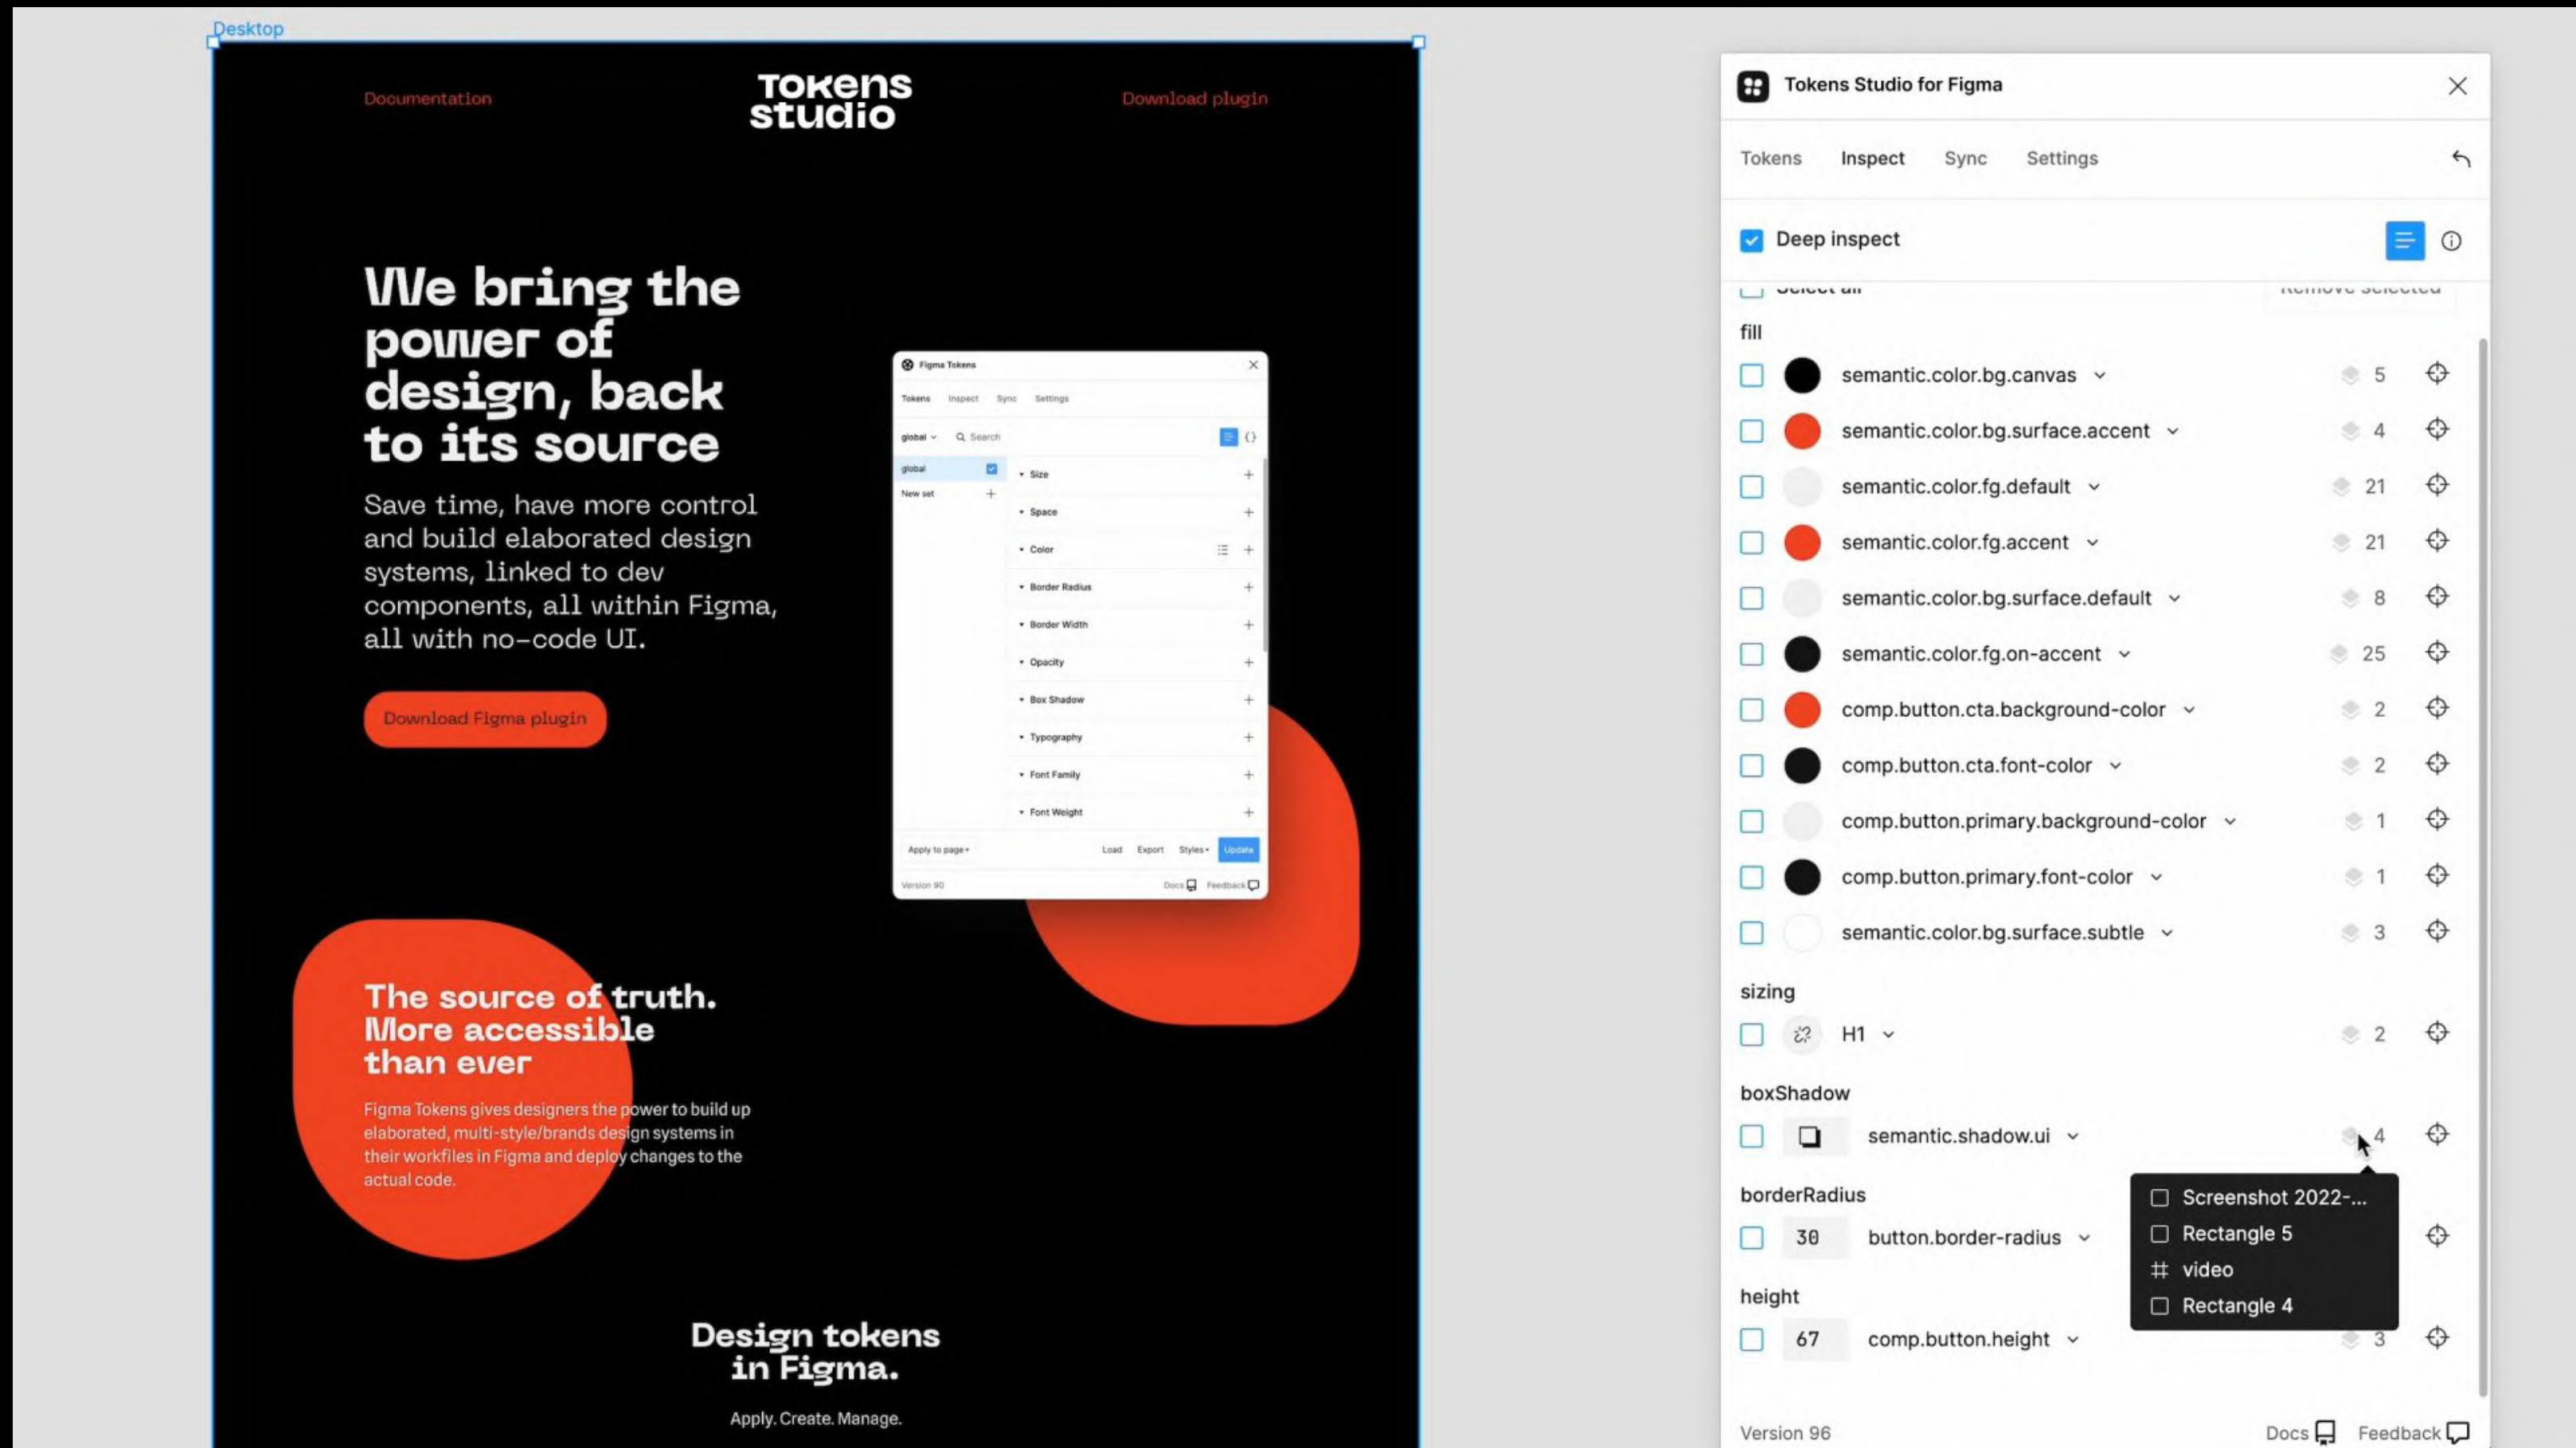 Desktop
Documentation
Tokens
studio
Download plugin
We bring the
power of
design, back
to its source
Save time, have more control
and build elaborated design
systems, linked to dev
components, all within Figma,
all with no-code UI.
Download Figma plugin
Figma Tokens
Tokens Inspect Sync Settings
global Search
global
New set
Size
Space
Color
Border Radius
Border Width
Opacity
Box Shadow
Typography
Font Family
Font Weight
Apply to page Load Export Styles Update
Version 90 Docs Feedback
The source of truth.
More accessible
than ever
Figma Tokens gives designers the power to build up
elaborated, multi-style/brands design systems in
their workfiles in Figma and deploy changes to the
actual code.
Design tokens
in Figma.
Apply. Create. Manage.
Tokens Studio for Figma
Tokens Inspect Sync Settings
Deep inspect
Select all Remove selected
fill
semantic.color.bg.canvas 5
semantic.color.bg.surface.accent 4
semantic.color.fg.default 21
semantic.color.fg.accent 21
semantic.color.bg.surface.default 8
semantic.color.fg.on-accent 25
comp.button.cta.background-color 2
comp.button.cta.font-color 2
comp.button.primary.background-color 1
comp.button.primary.font-color 1
semantic.color.bg.surface.subtle 3
sizing
H1 2
boxShadow
semantic.shadow.ui 4
Screenshot 2022-...
Rectangle 5
video
Rectangle 4
borderRadius
30 button.border-radius
height
67 comp.button.height 3
Version 96 Docs Feedback